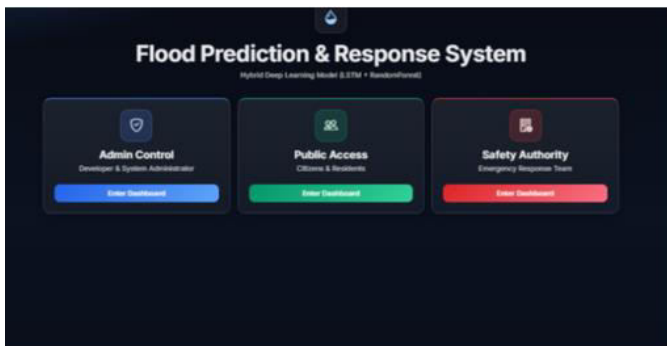 Flood Prediction & Response System
Hybrid Deep Learning Model (LSTM + RandomForest)
Admin Control
Developer & System Administrator
Enter Dashboard
Public Access
Citizens & Residents
Enter Dashboard
Safety Authority
Emergency Response Team
Enter Dashboard